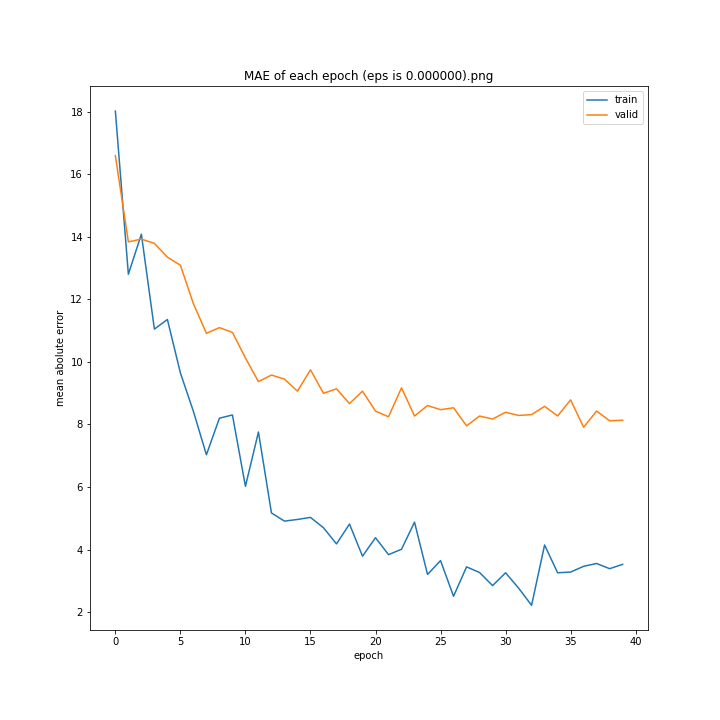 MAE of each epoch (eps is 0.000000).png
train
valid
18
16
14
12
10
8
6
4
2
mean abolute error
0 5 10 15 20 25 30 35 40
epoch